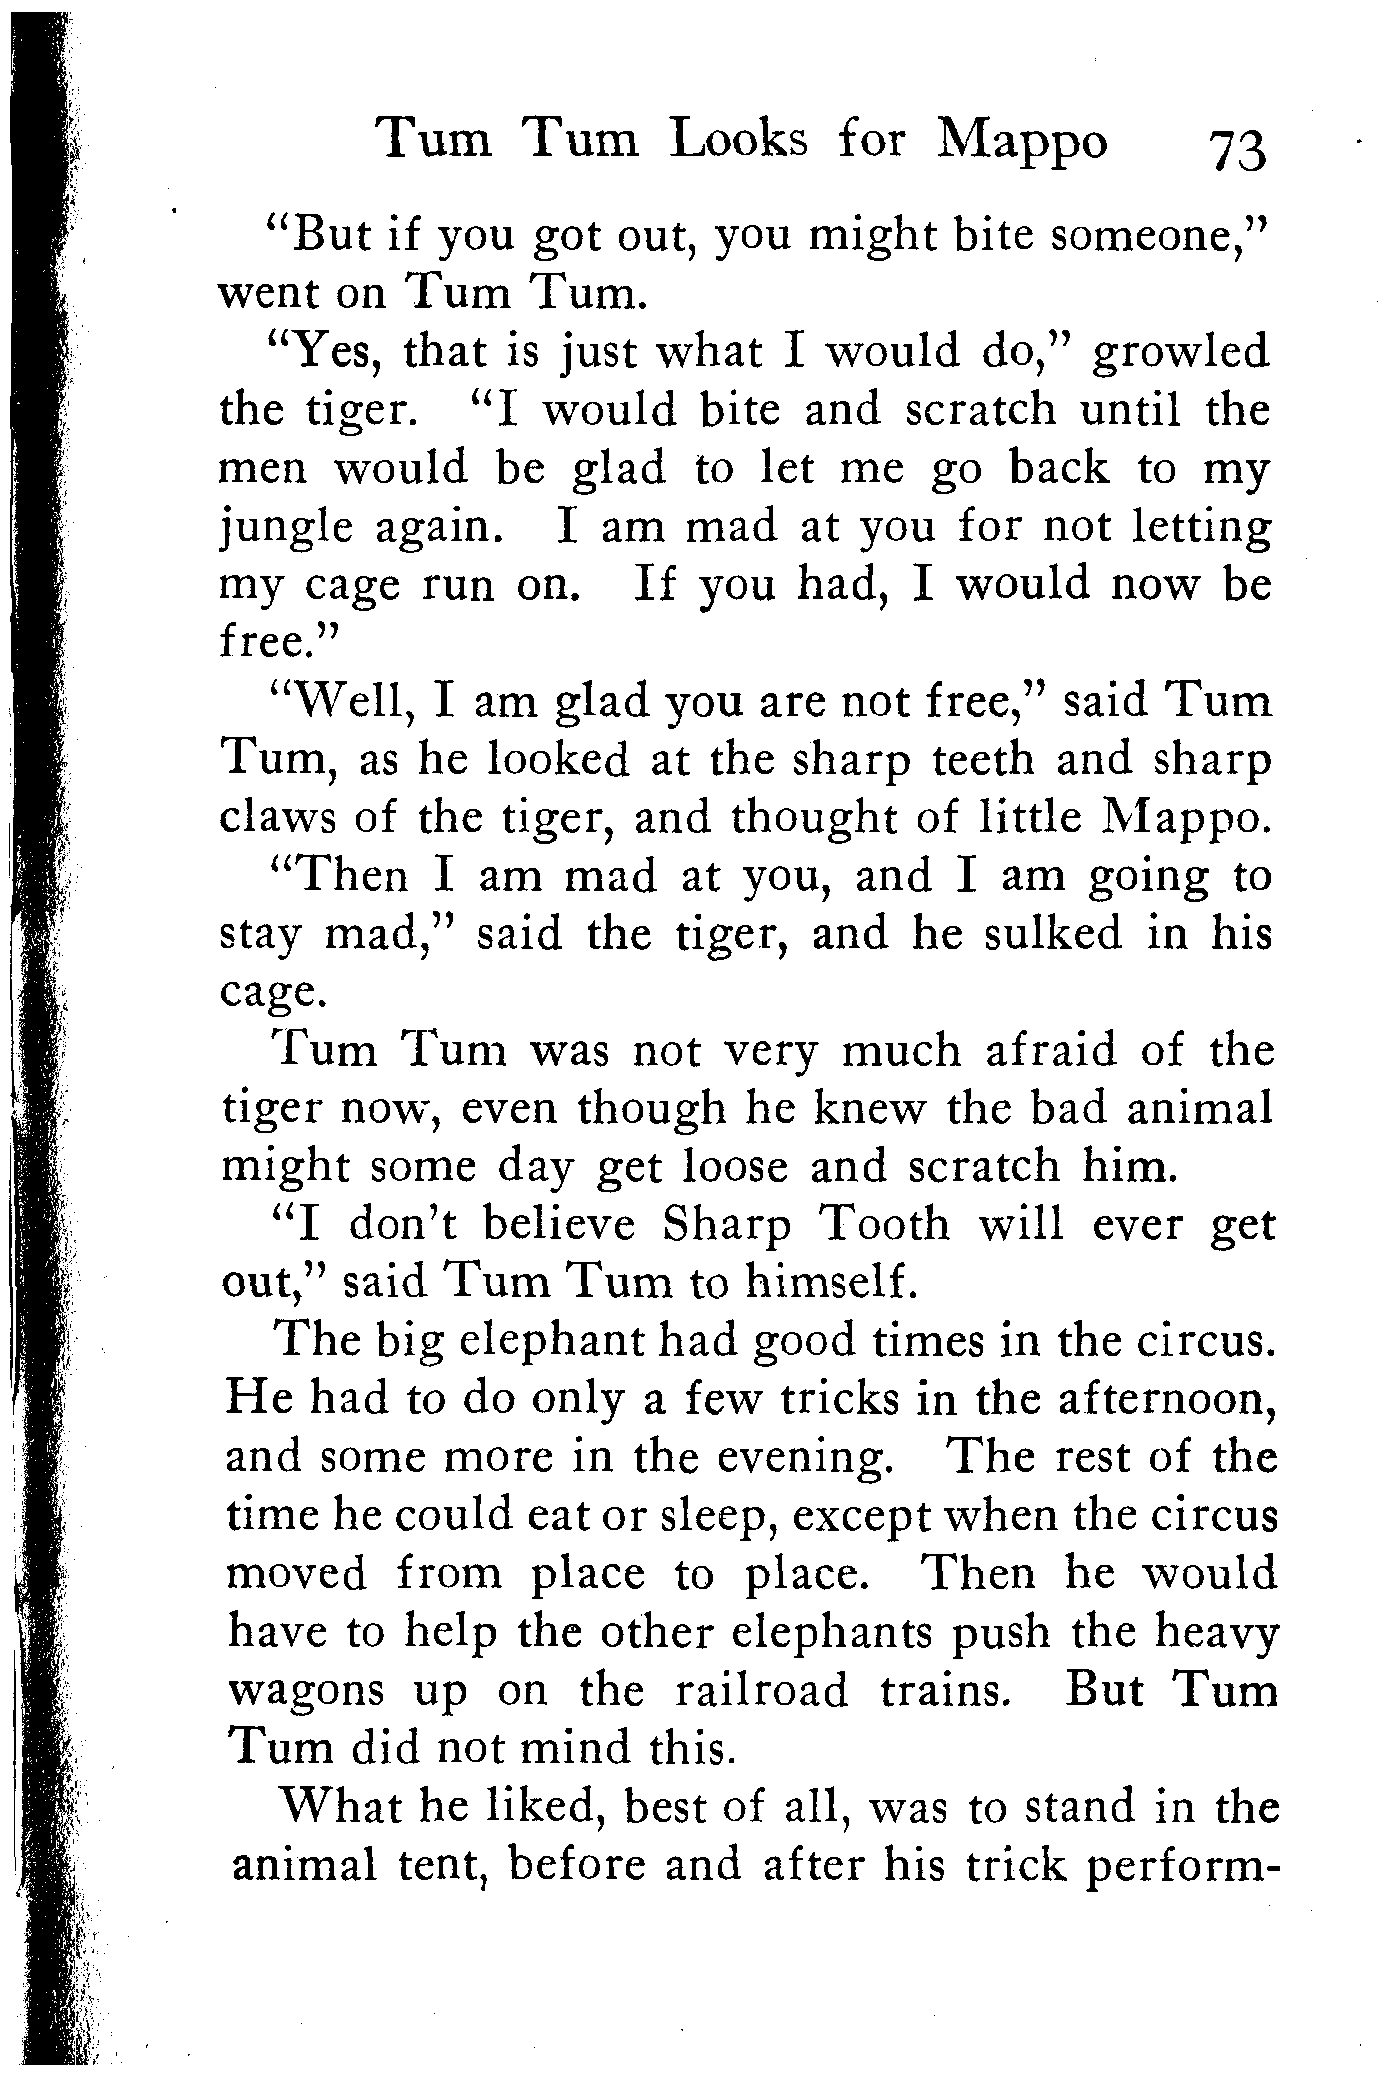 Tum Tum Looks for Mappo 73
"But if you got out, you might bite someone,"
went on Tum Tum.
"Yes, that is just what I would do," growled
the tiger. "I would bite and scratch until the
men would be glad to let me go back to my
jungle again. I am mad at you for not letting
my cage run on. If you had, I would now be
free."
"Well, I am glad you are not free," said Tum
Tum, as he looked at the sharp teeth and sharp
claws of the tiger, and thought of little Mappo.
"Then I am mad at you, and I am going to
stay mad," said the tiger, and he sulked in his
cage.
Tum Tum was not very much afraid of the
tiger now, even though he knew the bad animal
might some day get loose and scratch him.
"I don't believe Sharp Tooth will ever get
out," said Tum Tum to himself.
The big elephant had good times in the circus.
He had to do only a few tricks in the afternoon,
and some more in the evening. The rest of the
time he could eat or sleep, except when the circus
moved from place to place. Then he would
have to help the other elephants push the heavy
wagons up on the railroad trains. But Tum
Tum did not mind this.
What he liked, best of all, was to stand in the
animal tent, before and after his trick perform-